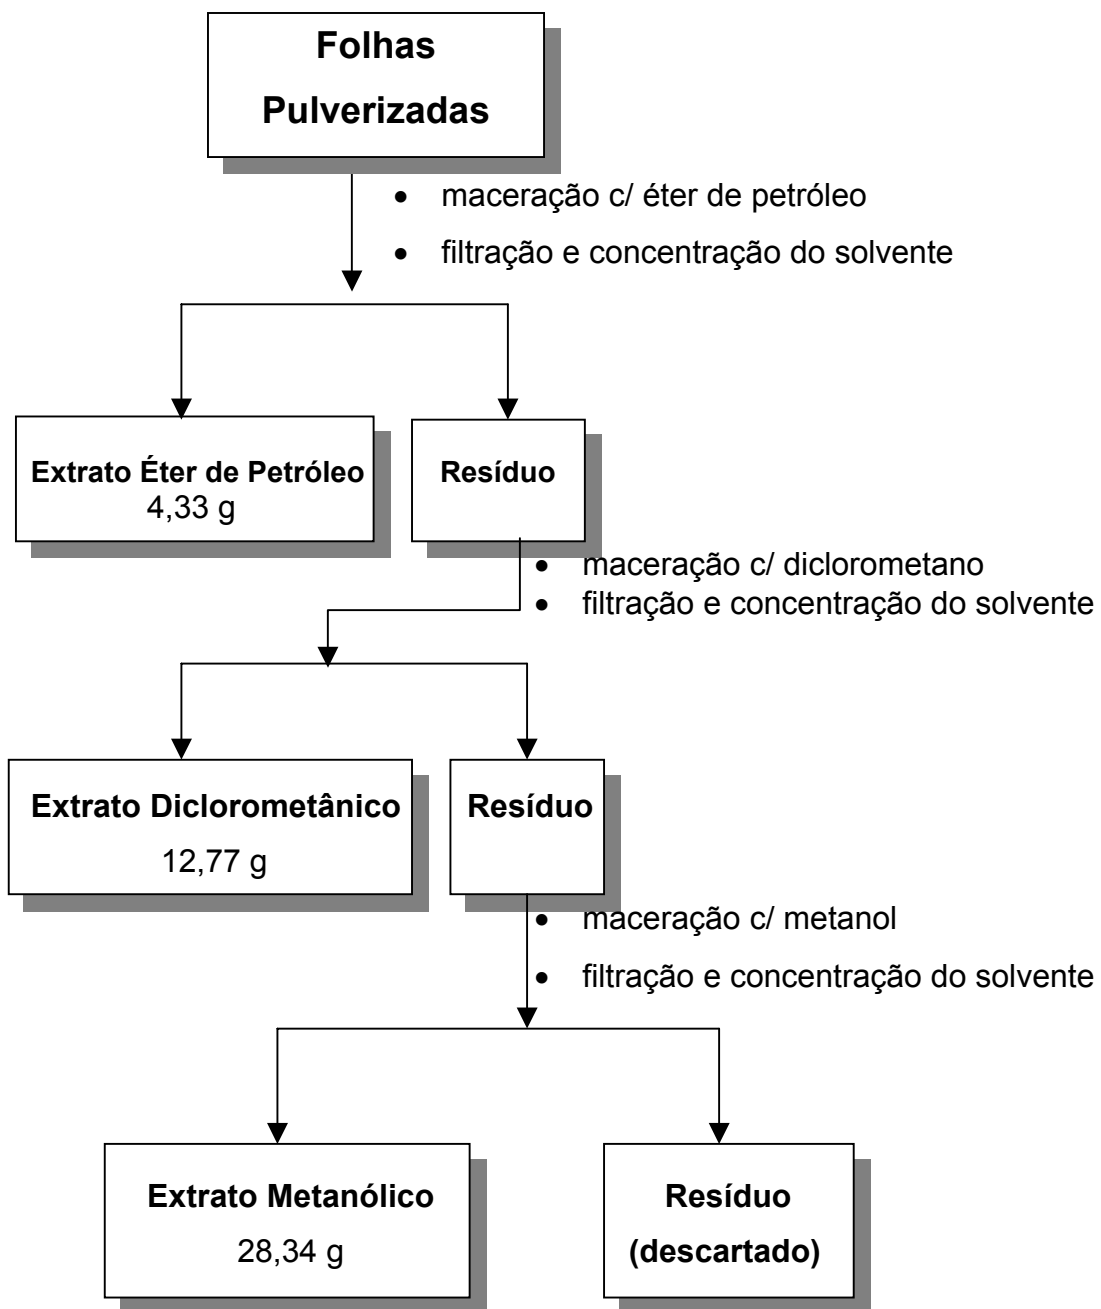 Folhas
Pulverizadas
• maceração c/ éter de petróleo
• filtração e concentração do solvente
Extrato Éter de Petróleo
4,33 g
Resíduo
• maceração c/ diclorometano
• filtração e concentração do solvente
Extrato Diclorometânico
12,77 g
Resíduo
• maceração c/ metanol
• filtração e concentração do solvente
Extrato Metanólico
28,34 g
Resíduo
(descartado)